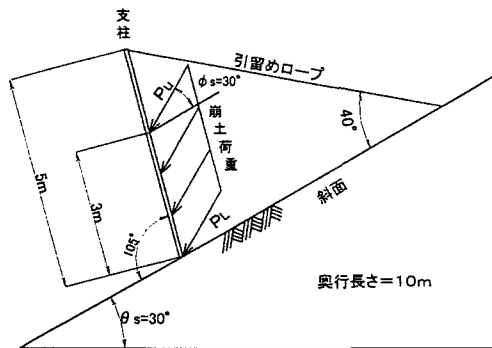 支柱
引留めロープ
PU
φs=30°
崩土荷重
40°
5m
3m
PL
斜面
105°
奥行長さ=10m
θs=30°